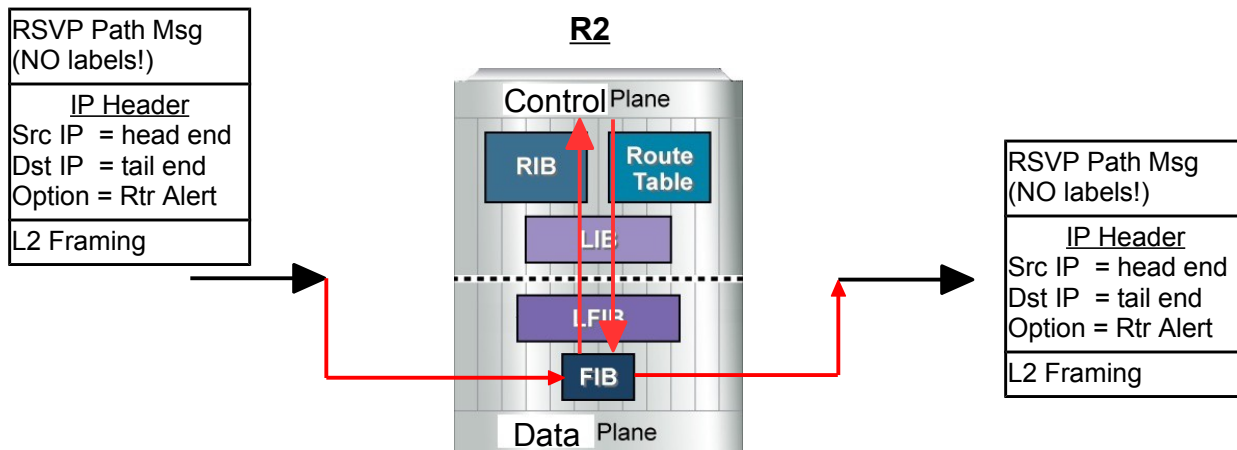 RSVP Path Msg
(NO labels!)
IP Header
Src IP = head end
Dst IP = tail end
Option = Rtr Alert
L2 Framing
R2
Control Plane
RIB
Route
Table
LIB
LFIB
FIB
Data Plane
RSVP Path Msg
(NO labels!)
IP Header
Src IP = head end
Dst IP = tail end
Option = Rtr Alert
L2 Framing